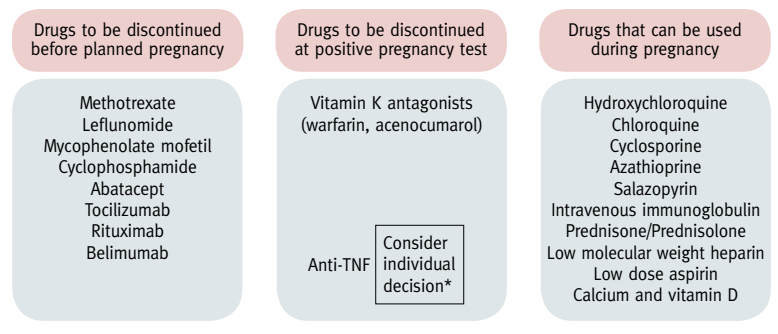 Drugs to be discontinued
before planned pregnancy
Methotrexate
Leflunomide
Mycophenolate mofetil
Cyclophosphamide
Abatacept
Tocilizumab
Rituximab
Belimumab
Drugs to be discontinued
at positive pregnancy test
Vitamin K antagonists
(warfarin, acenocumarol)
Anti-TNF
Consider
individual
decision*
Drugs that can be used
during pregnancy
Hydroxychloroquine
Chloroquine
Cyclosporine
Azathioprine
Salazopyrin
Intravenous immunoglobulin
Prednisone/Prednisolone
Low molecular weight heparin
Low dose aspirin
Calcium and vitamin D